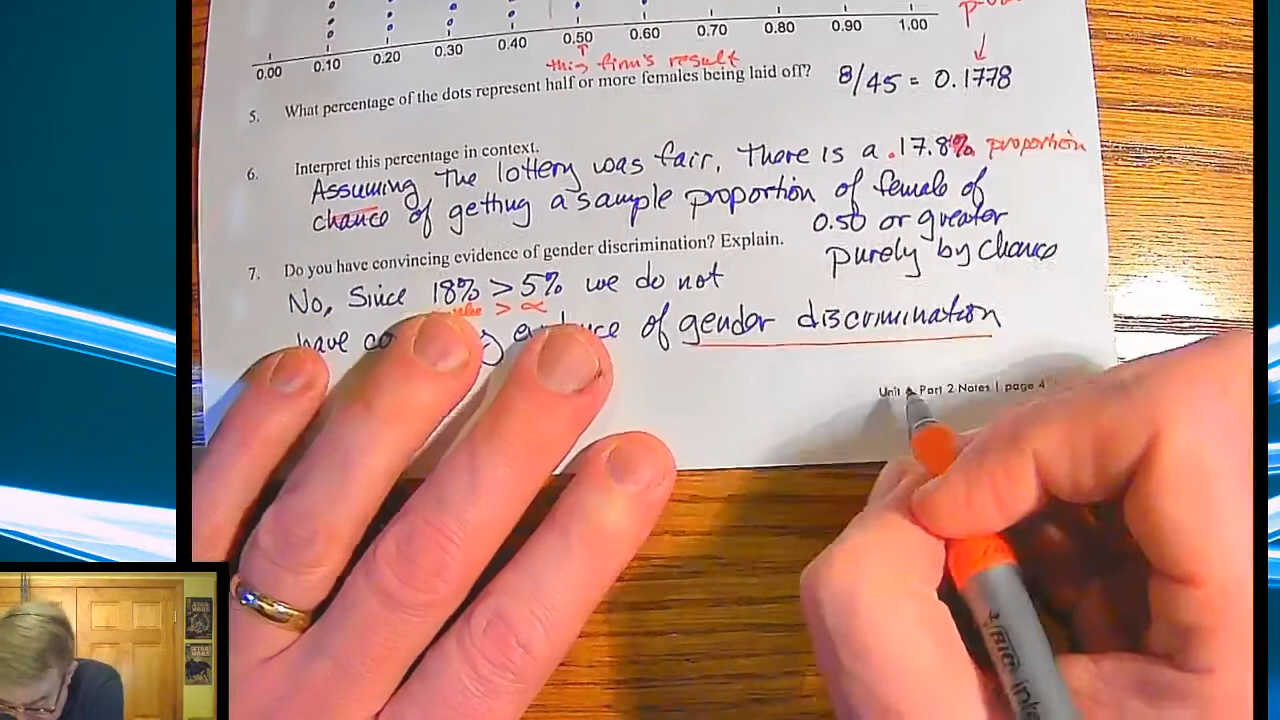 0.00 0.10 0.20 0.30 0.40 0.50 0.60 0.70 0.80 0.90 1.00
this firm's result
5. What percentage of the dots represent half or more females being laid off? 8/45 = 0.1778
6. Interpret this percentage in context.
Assuming the lottery was fair, there is a .17.8% proportion
chance of getting a sample proportion of female of
0.50 or greater
purely by chance
7. Do you have convincing evidence of gender discrimination? Explain.
No, Since 18% > 5% we do not
> α
have of gender discrimination
Unit Part 2 Notes | page 4
BIC
STAR WARS
STAR WARS